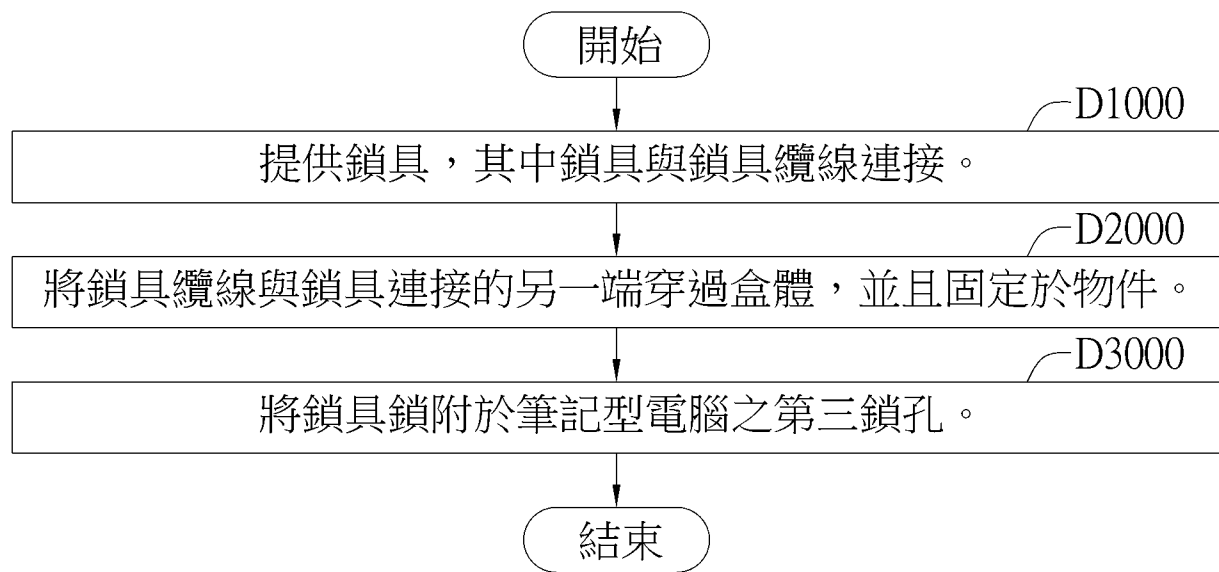 開始
D1000
提供鎖具，其中鎖具與鎖具纜線連接。
D2000
將鎖具纜線與鎖具連接的另一端穿過盒體，並且固定於物件。
D3000
將鎖具鎖附於筆記型電腦之第三鎖孔。
結束